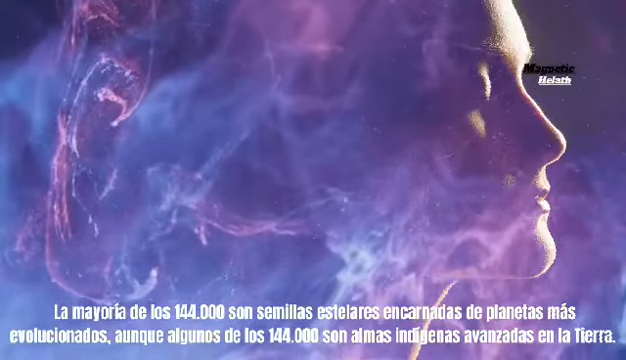 Magnetic
Helath
La mayoría de los 144.000 son semillas estelares encarnadas de planetas más
evolucionados, aunque algunos de los 144.000 son almas indígenas avanzadas en la Tierra.